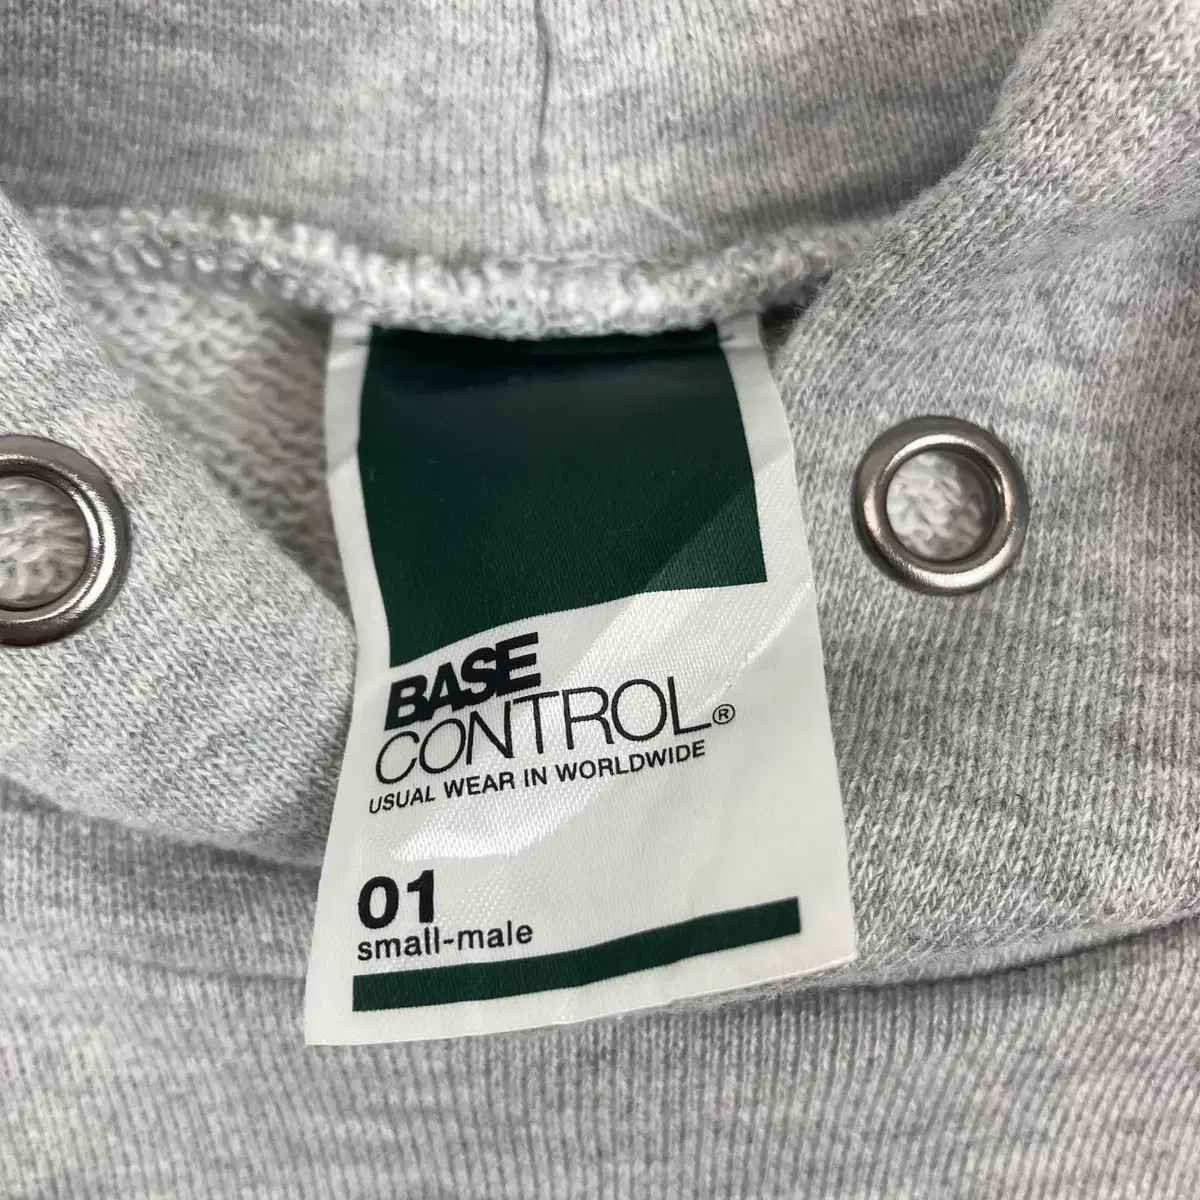 BASE
CONTROL®
USUAL WEAR IN WORLDWIDE
01
small-male